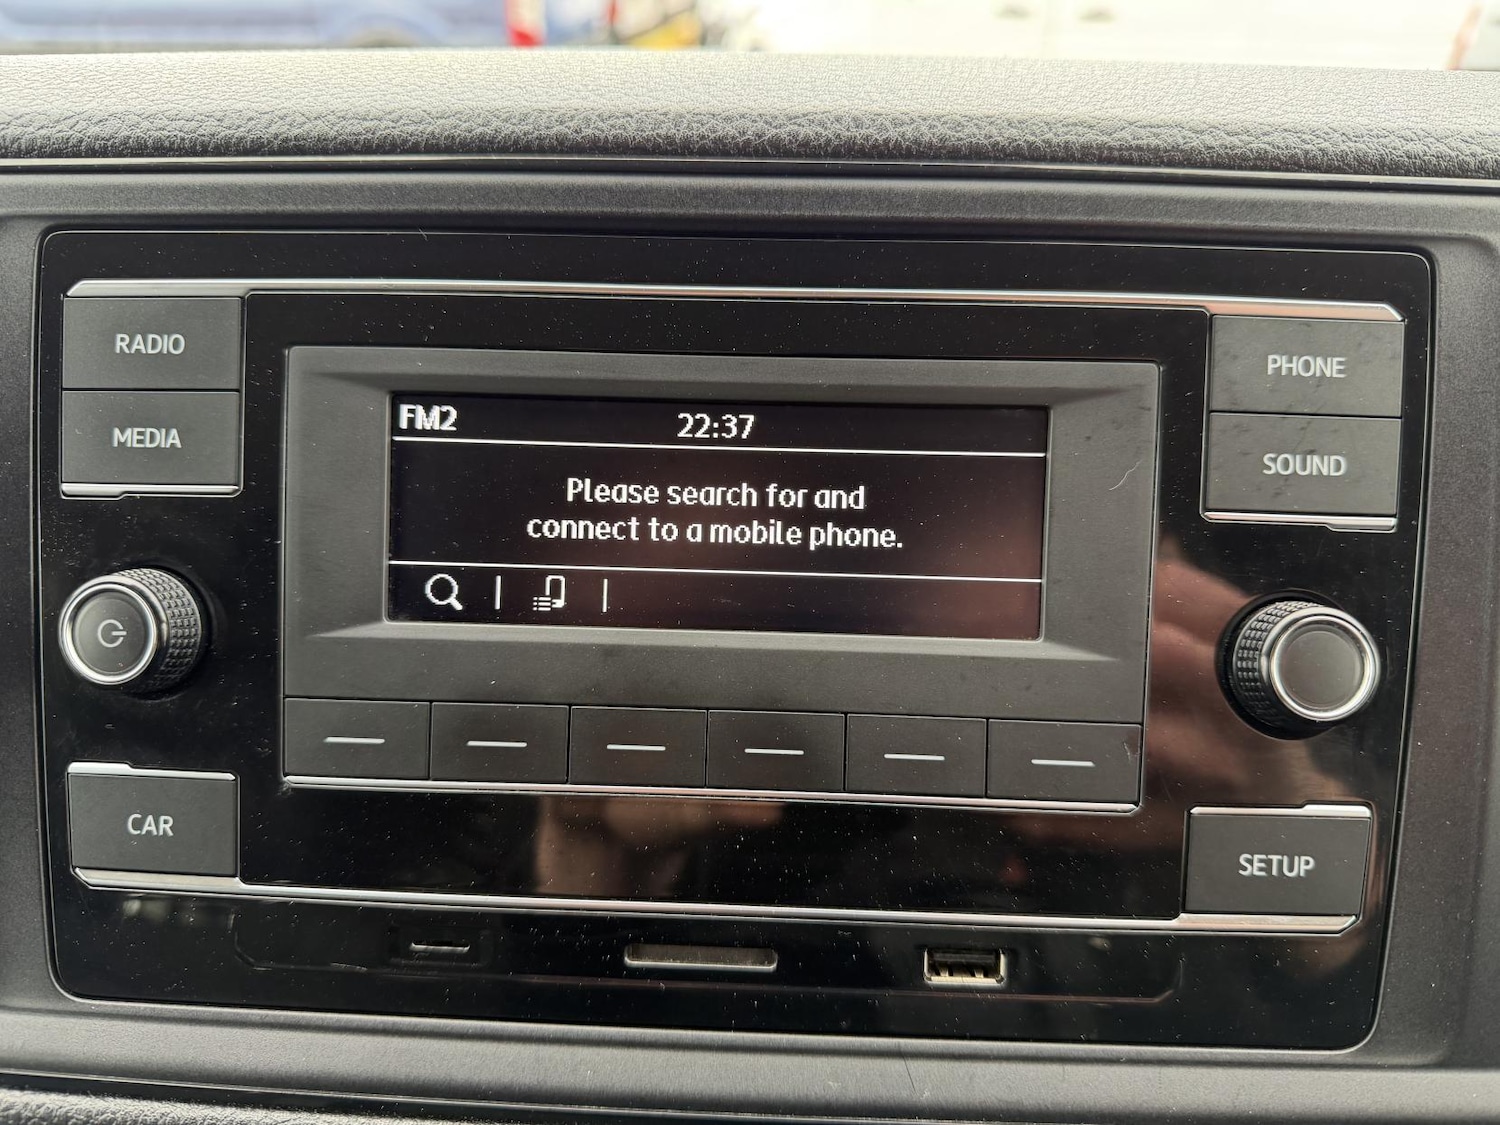 RADIO
MEDIA
PHONE
SOUND
FM2
22:37
Please search for and
connect to a mobile phone.
CAR
SETUP